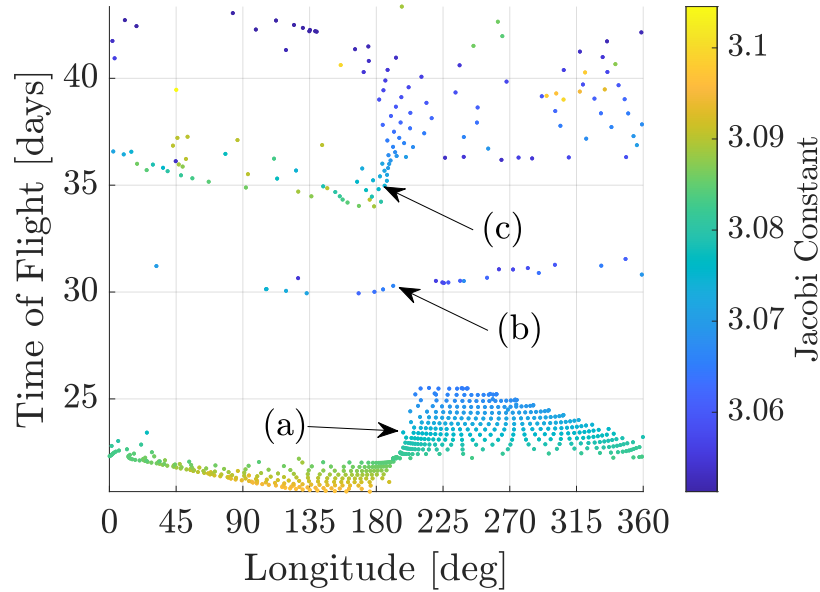 40
35
30
25
Time of Flight [days]
0 45 90 135 180 225 270 315 360
Longitude [deg]
(a)
(b)
(c)
3.1
3.09
3.08
3.07
3.06
Jacobi Constant